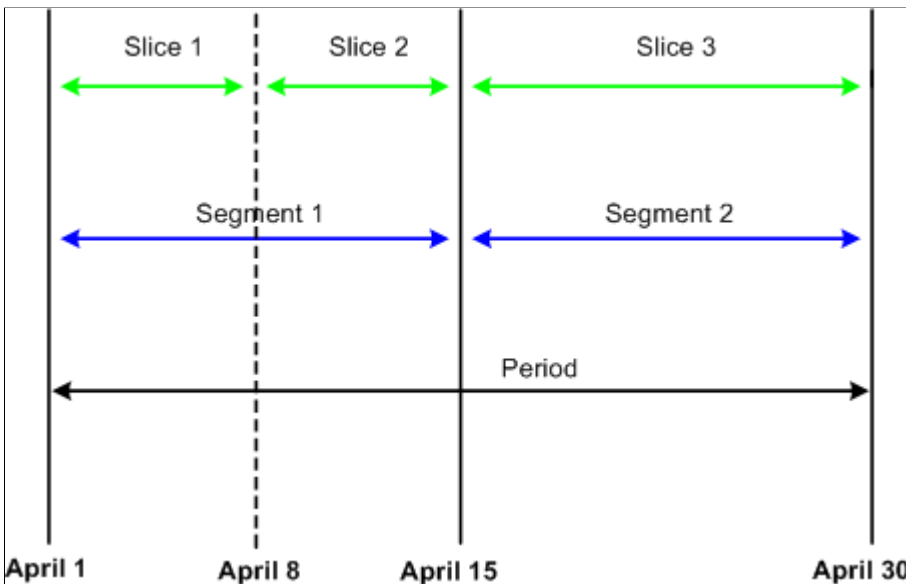 Slice 1
Slice 2
Slice 3
Segment 1
Segment 2
Period
April 1
April 8
April 15
April 30